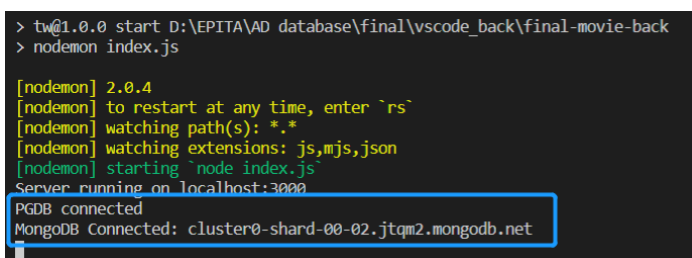 > tw@1.0.0 start D:\EPITA\AD database\final\vscode_back\final-movie-back
> nodemon index.js
[nodemon] 2.0.4
[nodemon] to restart at any time, enter `rs`
[nodemon] watching path(s): *.*
[nodemon] watching extensions: js,mjs,json
[nodemon] starting `node index.js`
Server running on localhost:3000
PGDB connected
MongoDB Connected: cluster0-shard-00-02.jtqm2.mongodb.net